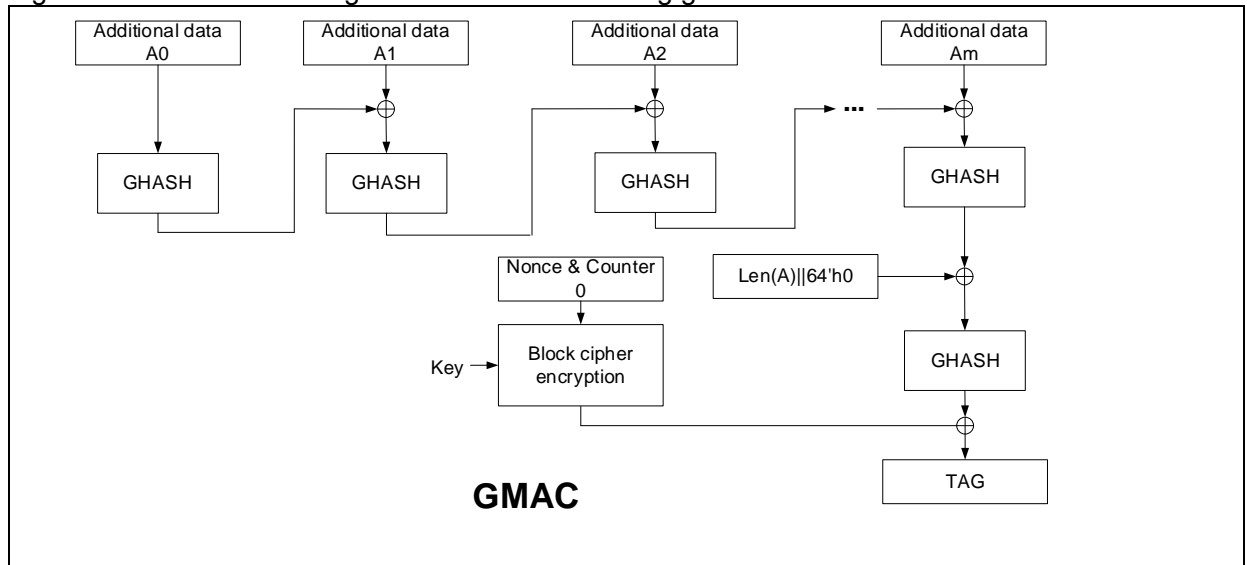 Additional data
A0
Additional data
A1
Additional data
A2
Additional data
Am
...
GHASH
GHASH
GHASH
GHASH
Nonce & Counter
0
Len(A)||64'h0
Key
Block cipher
encryption
GHASH
TAG
GMAC